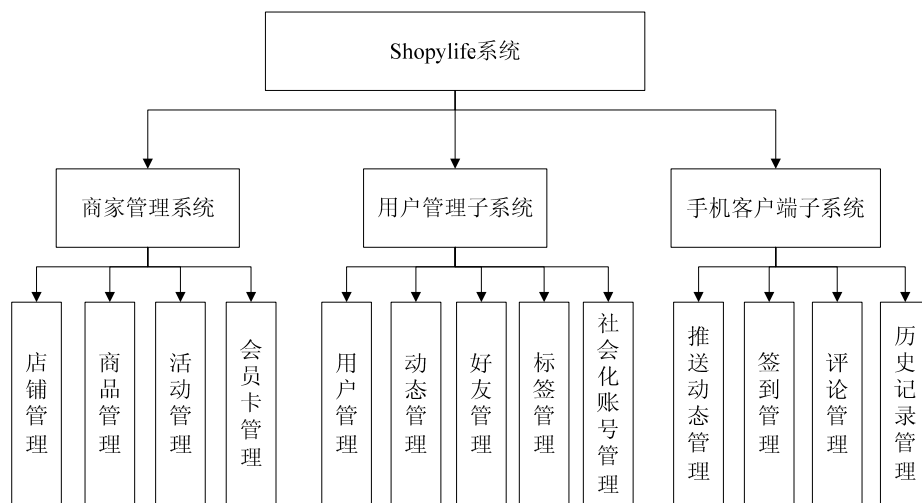 Shopylife系统
商家管理系统
用户管理子系统
手机客户端子系统
店铺管理
商品管理
活动管理
会员卡管理
用户管理
动态管理
好友管理
标签管理
社会化账号管理
推送动态管理
签到管理
评论管理
历史记录管理